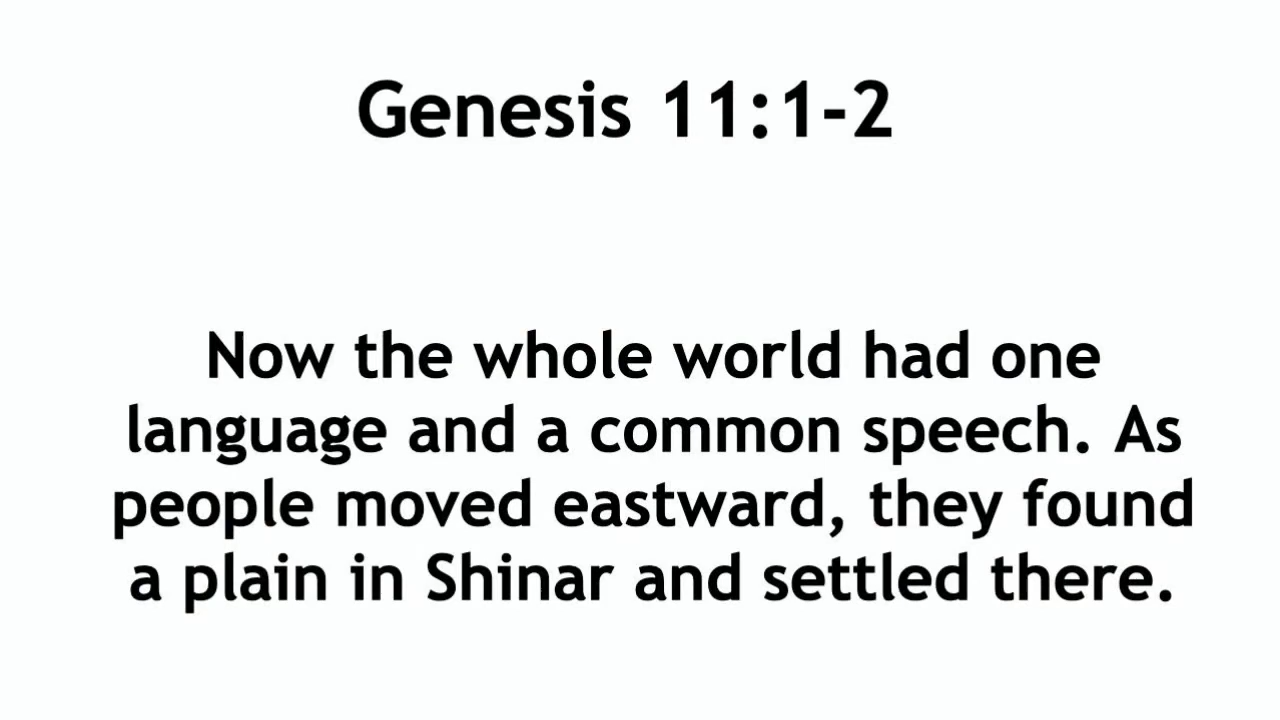 Genesis 11:1-2
Now the whole world had one
language and a common speech. As
people moved eastward, they found
a plain in Shinar and settled there.